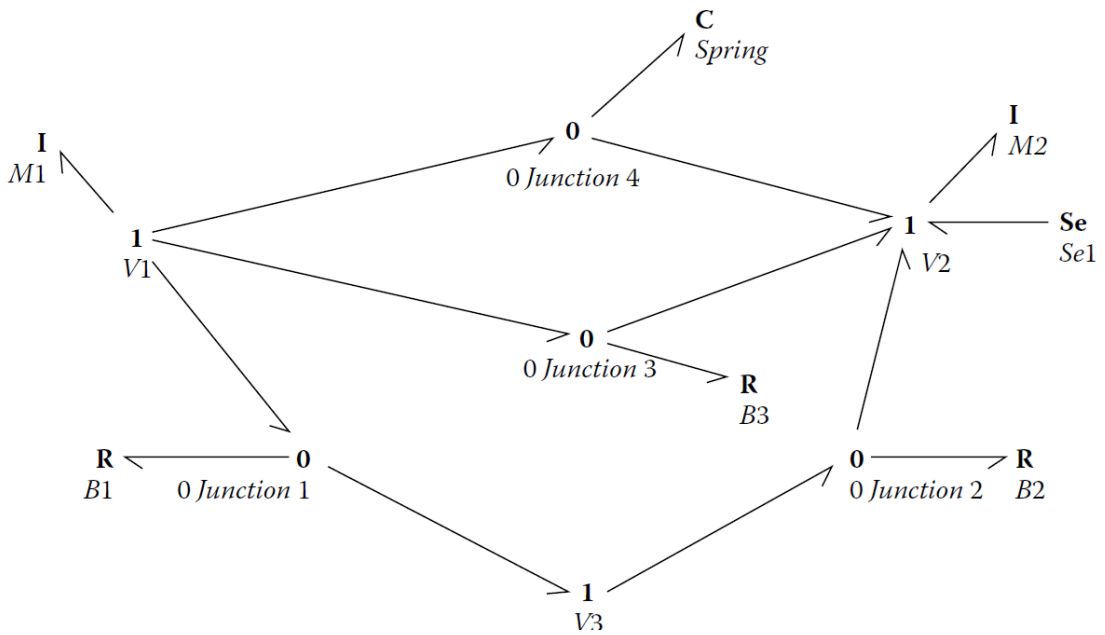 C
Spring
I
M1
0
0 Junction 4
I
M2
1
V1
1
V2
Se
Se1
0
0 Junction 3
R
B3
R
B1
0
0 Junction 1
0
0 Junction 2
R
B2
1
V3